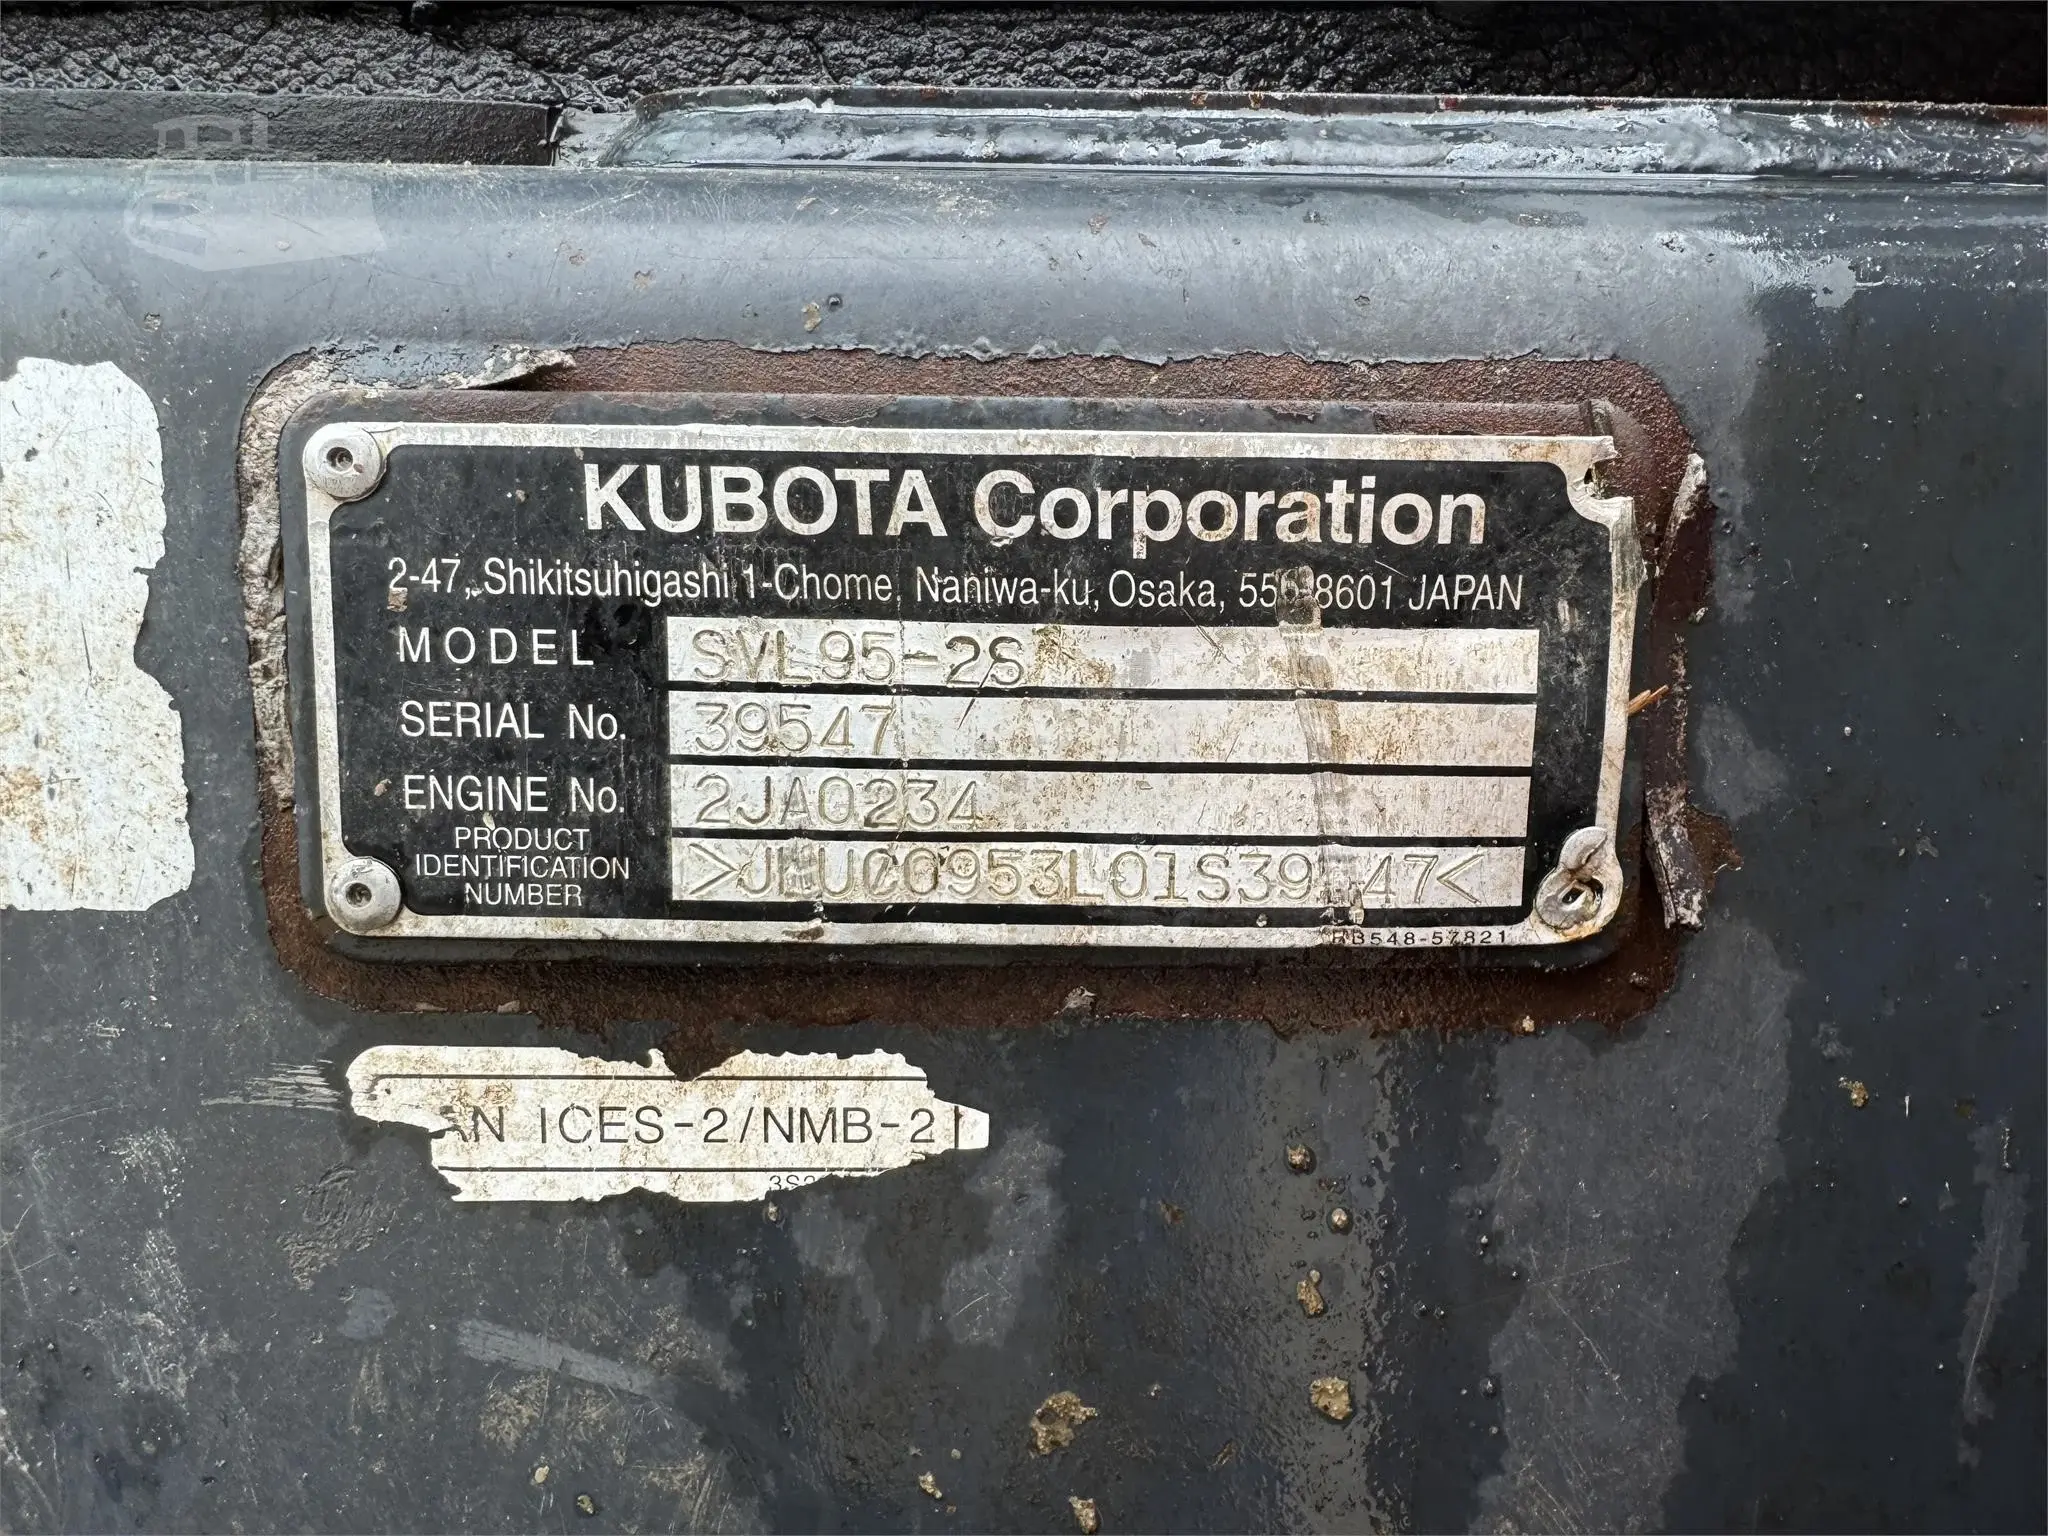 KUBOTA Corporation
2-47, Shikitsuhigashi 1-Chome, Naniwa-ku, Osaka, JAPAN
MODEL SVL95-2S
SERIAL No. 39547
ENGINE No. 2JA0234
PRODUCT
IDENTIFICATION
NUMBER
ICES-2/NMB-2